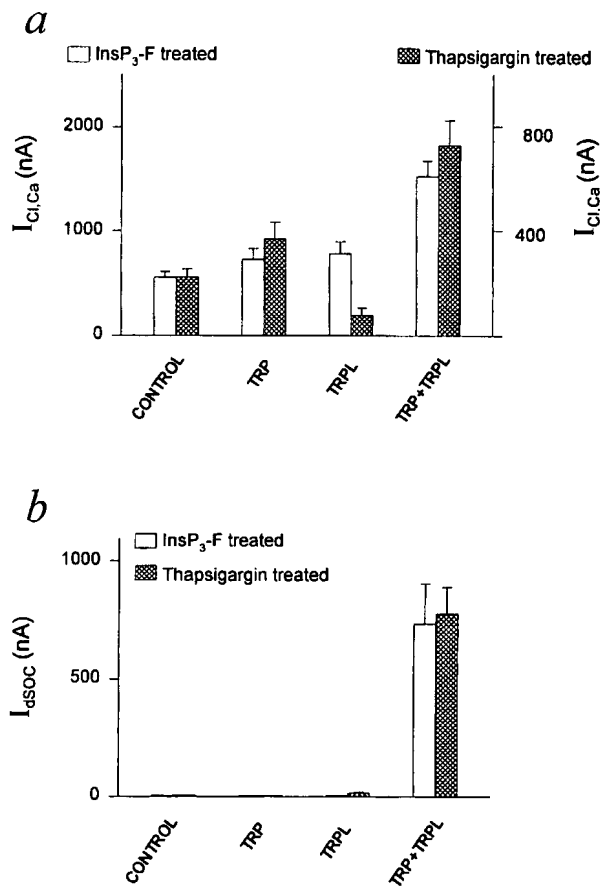 a
InsP3-F treated
Thapsigargin treated
ICl,Ca (nA)
2000
1000
0
800
400
ICl,Ca (nA)
CONTROL
TRP
TRPL
TRP+TRPL
b
InsP3-F treated
Thapsigargin treated
IdSOC (nA)
1000
500
0
CONTROL
TRP
TRPL
TRP+TRPL